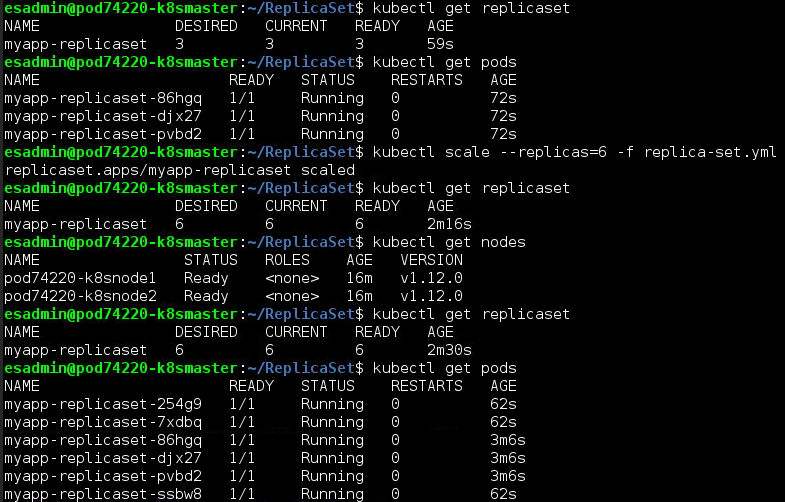 esadmin@pod74220-k8smaster:~/ReplicaSet$ kubectl get replicaset
NAME DESIRED CURRENT READY AGE
myapp-replicaset 3 3 3 59s
esadmin@pod74220-k8smaster:~/ReplicaSet$ kubectl get pods
NAME READY STATUS RESTARTS AGE
myapp-replicaset-86hgq 1/1 Running 0 72s
myapp-replicaset-djx27 1/1 Running 0 72s
myapp-replicaset-pvbd2 1/1 Running 0 72s
esadmin@pod74220-k8smaster:~/ReplicaSet$ kubectl scale --replicas=6 -f replica-set.yml
replicaset.apps/myapp-replicaset scaled
esadmin@pod74220-k8smaster:~/ReplicaSet$ kubectl get replicaset
NAME DESIRED CURRENT READY AGE
myapp-replicaset 6 6 6 2m16s
esadmin@pod74220-k8smaster:~/ReplicaSet$ kubectl get nodes
NAME STATUS ROLES AGE VERSION
pod74220-k8snode1 Ready <none> 16m v1.12.0
pod74220-k8snode2 Ready <none> 16m v1.12.0
esadmin@pod74220-k8smaster:~/ReplicaSet$ kubectl get replicaset
NAME DESIRED CURRENT READY AGE
myapp-replicaset 6 6 6 2m30s
esadmin@pod74220-k8smaster:~/ReplicaSet$ kubectl get pods
NAME READY STATUS RESTARTS AGE
myapp-replicaset-254g9 1/1 Running 0 62s
myapp-replicaset-7xdbq 1/1 Running 0 62s
myapp-replicaset-86hgq 1/1 Running 0 3m6s
myapp-replicaset-djx27 1/1 Running 0 3m6s
myapp-replicaset-pvbd2 1/1 Running 0 3m6s
myapp-replicaset-ssbw8 1/1 Running 0 62s